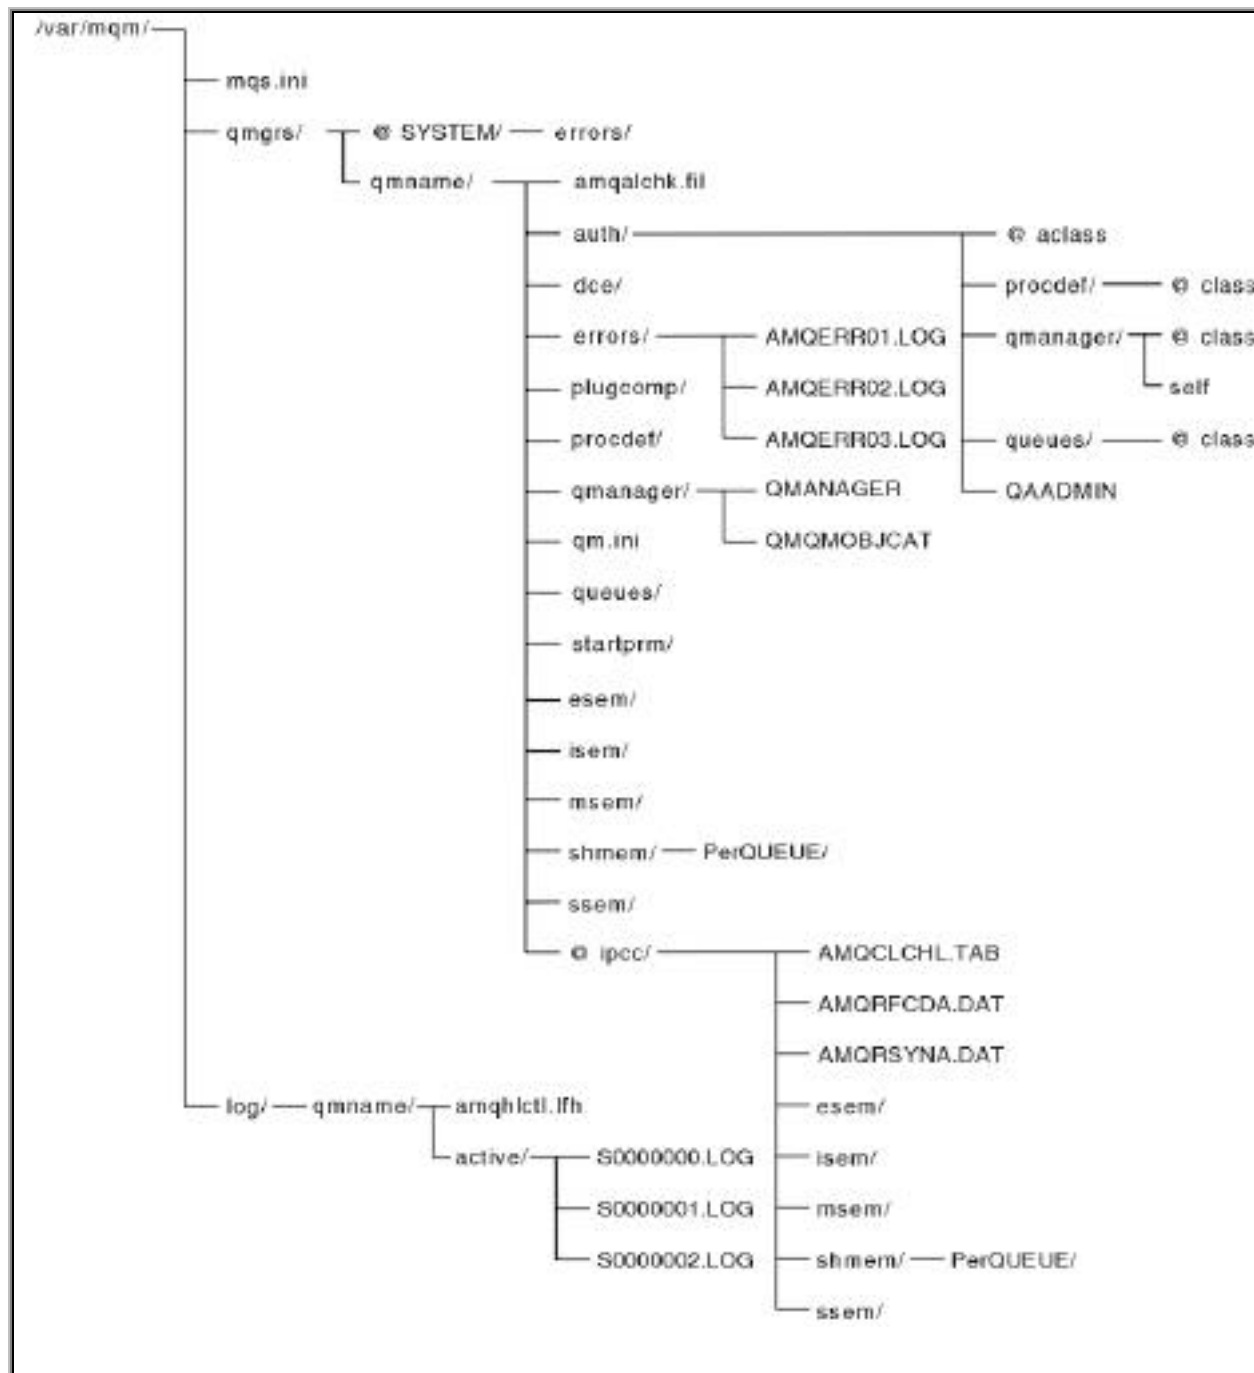 /var/mqm/
mqs.ini
qmgrs/ @ SYSTEM/ errors/
qmname/ amqalchk.fil
auth/ @ aclass
dce/ procdef/ @ class
errors/ AMQERR01.LOG qmanager/ @ class
plugcomp/ AMQERR02.LOG self
procdef/ AMQERR03.LOG queues/ @ class
qmanager/ QMANAGER QAADMIN
qm.ini QMQMOBJCAT
queues/
startprm/
esem/
isem/
msem/
shmem/ PerQUEUE/
ssem/
@ ipcc/ AMQCLCHL.TAB
AMQRFCDA.DAT
AMQRSYNA.DAT
log/ qmname/ amqhlctl.lfh esem/
active/ S0000000.LOG isem/
S0000001.LOG msem/
S0000002.LOG shmem/ PerQUEUE/
ssem/